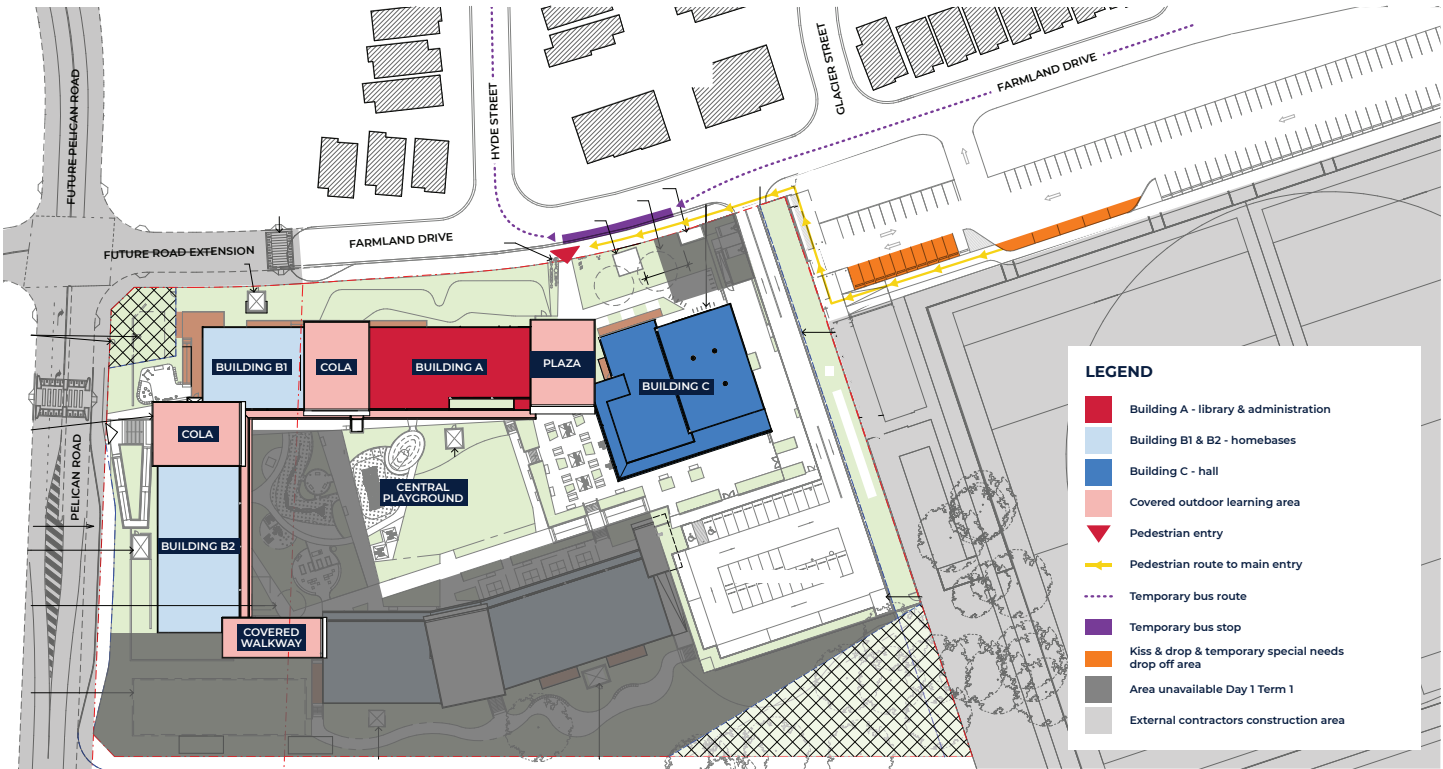 FUTURE PELICAN ROAD
HYDE STREET
GLACIER STREET
FARMLAND DRIVE
FUTURE ROAD EXTENSION
FARMLAND DRIVE
BUILDING B1
COLA
BUILDING A
PLAZA
BUILDING C
COLA
PELICAN ROAD
CENTRAL
PLAYGROUND
BUILDING B2
COVERED
WALKWAY
LEGEND
Building A - library & administration
Building B1 & B2 - homebases
Building C - hall
Covered outdoor learning area
Pedestrian entry
Pedestrian route to main entry
Temporary bus route
Temporary bus stop
Kiss & drop & temporary special needs
drop off area
Area unavailable Day 1 Term 1
External contractors construction area